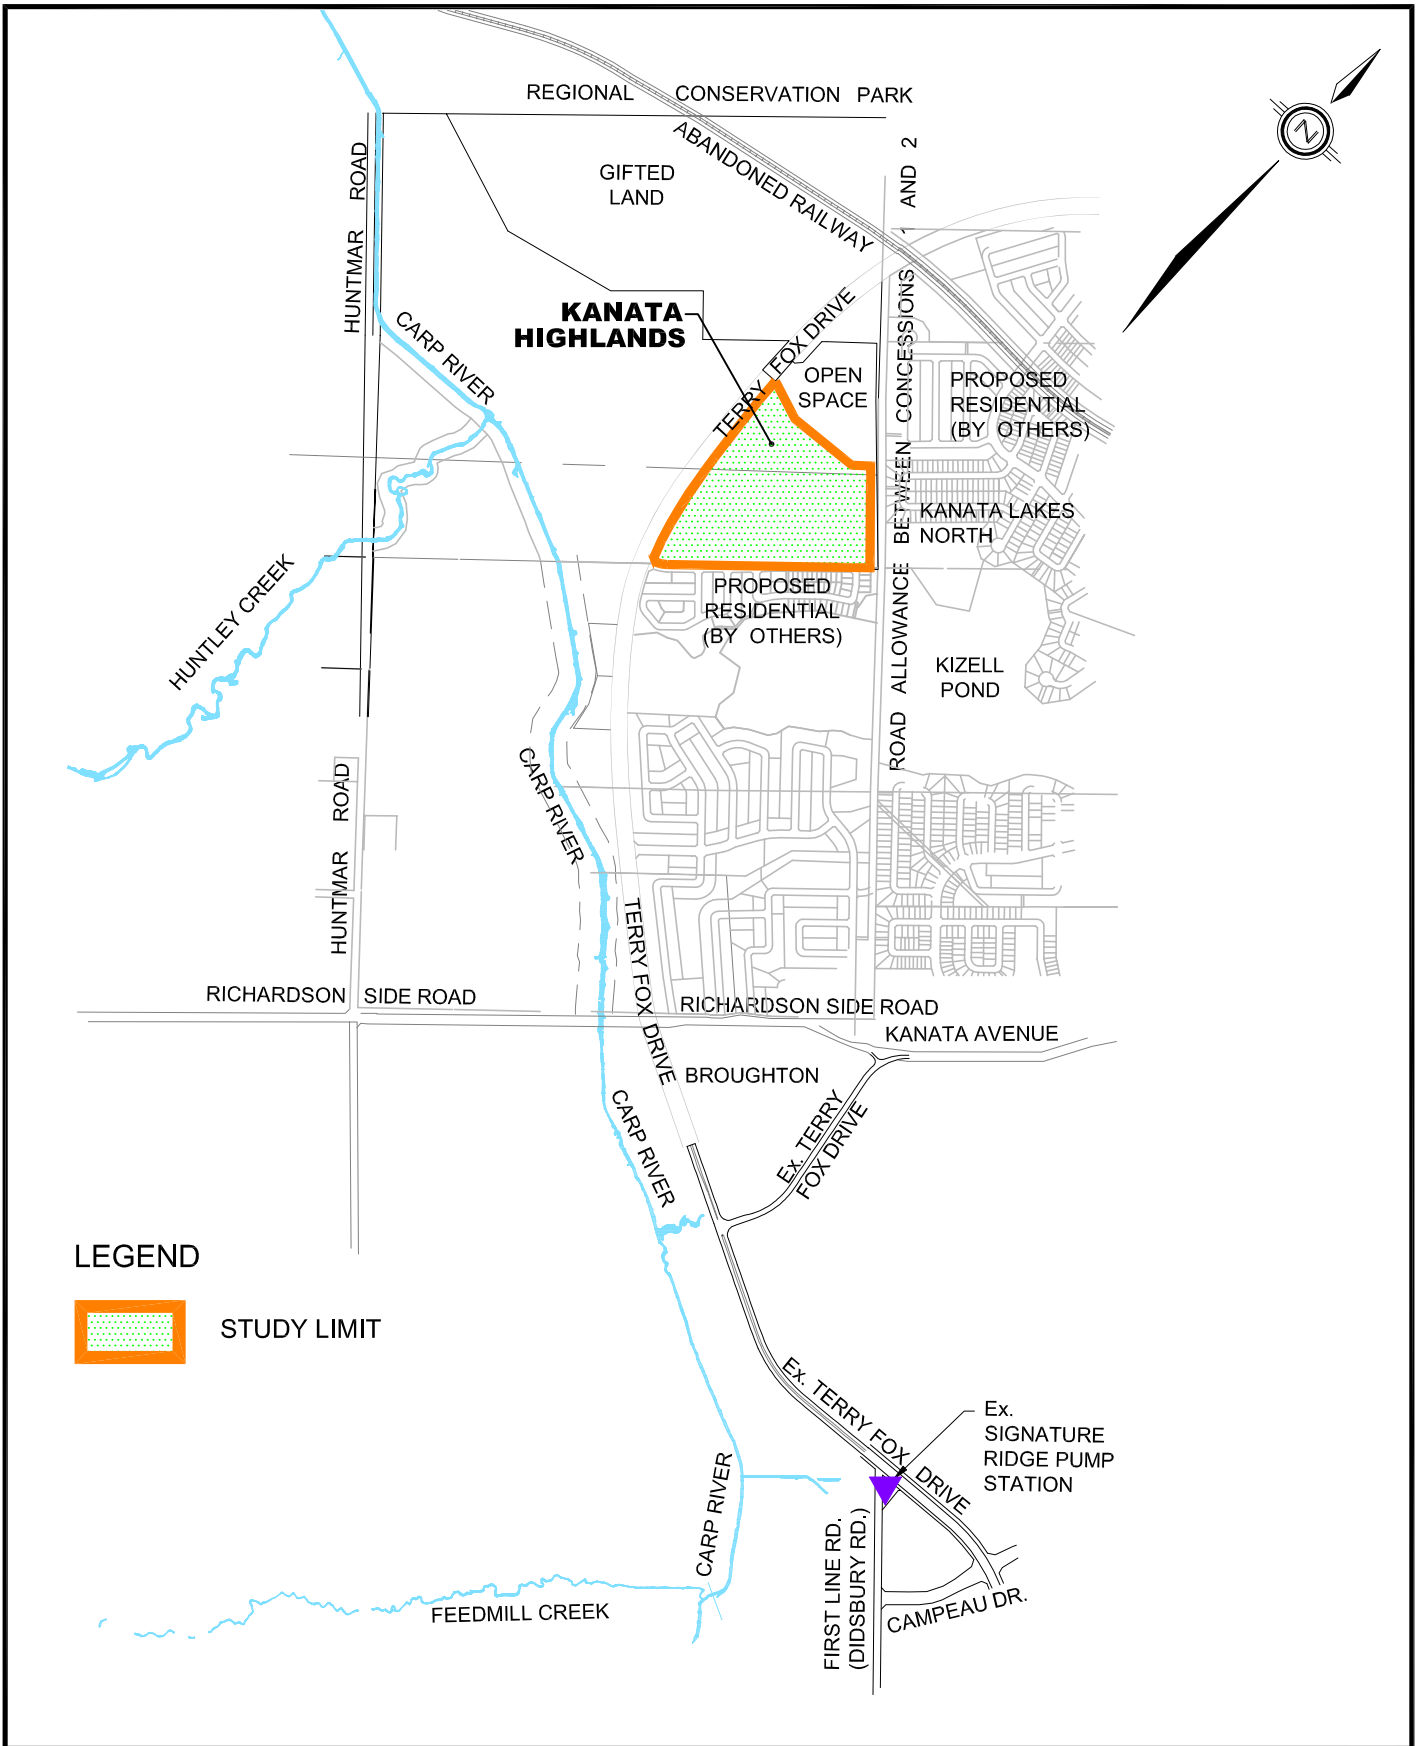 REGIONAL CONSERVATION PARK
ABANDONED RAILWAY
GIFTED
LAND
HUNTMAR ROAD
CARP RIVER
KANATA
HIGHLANDS
TERRY FOX DRIVE
OPEN
SPACE
ROAD ALLOWANCE BETWEEN CONCESSIONS 1 AND 2
PROPOSED
RESIDENTIAL
(BY OTHERS)
KANATA LAKES
NORTH
N
HUNTLEY CREEK
PROPOSED
RESIDENTIAL
(BY OTHERS)
KIZELL
POND
HUNTMAR ROAD
CARP RIVER
TERRY FOX DRIVE
RICHARDSON SIDE ROAD
RICHARDSON SIDE ROAD
KANATA AVENUE
BROUGHTON
Ex. TERRY
FOX DRIVE
CARP RIVER
LEGEND
STUDY LIMIT
Ex. TERRY FOX DRIVE
Ex.
SIGNATURE
RIDGE PUMP
STATION
CARP RIVER
FIRST LINE RD.
(DIDSBURY RD.)
CAMPEAU DR.
FEEDMILL CREEK